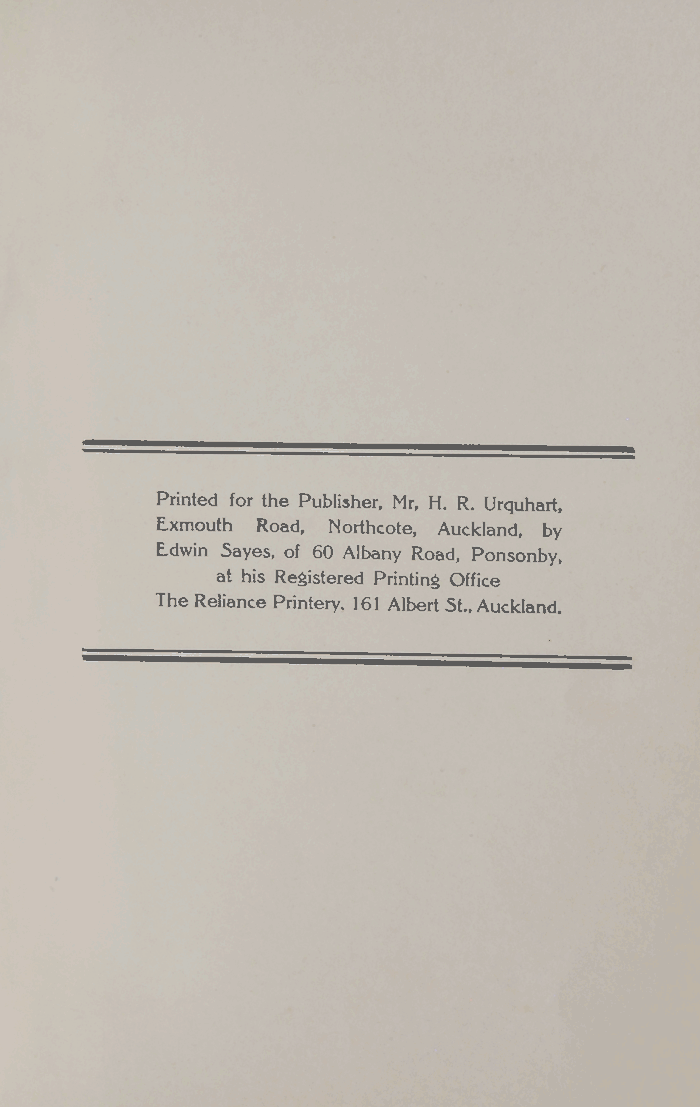 Printed for the Publisher, Mr, H. R. Urquhart,
Exmouth Road, Northcote, Auckland, by
Edwin Sayes, of 60 Albany Road, Ponsonby,
at his Registered Printing Office
The Reliance Printery. 161 Albert St., Auckland.